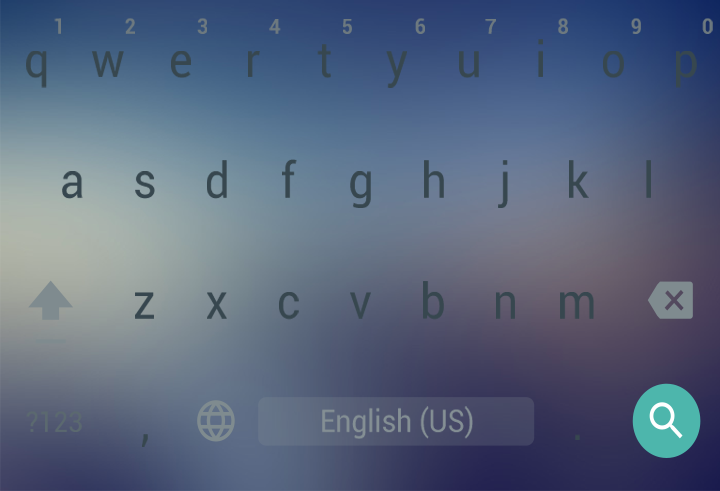 1 2 3 4 5 6 7 8 9 0
q w e r t y u i o p
a s d f g h j k l
z x c v b n m
?123 , English (US) .